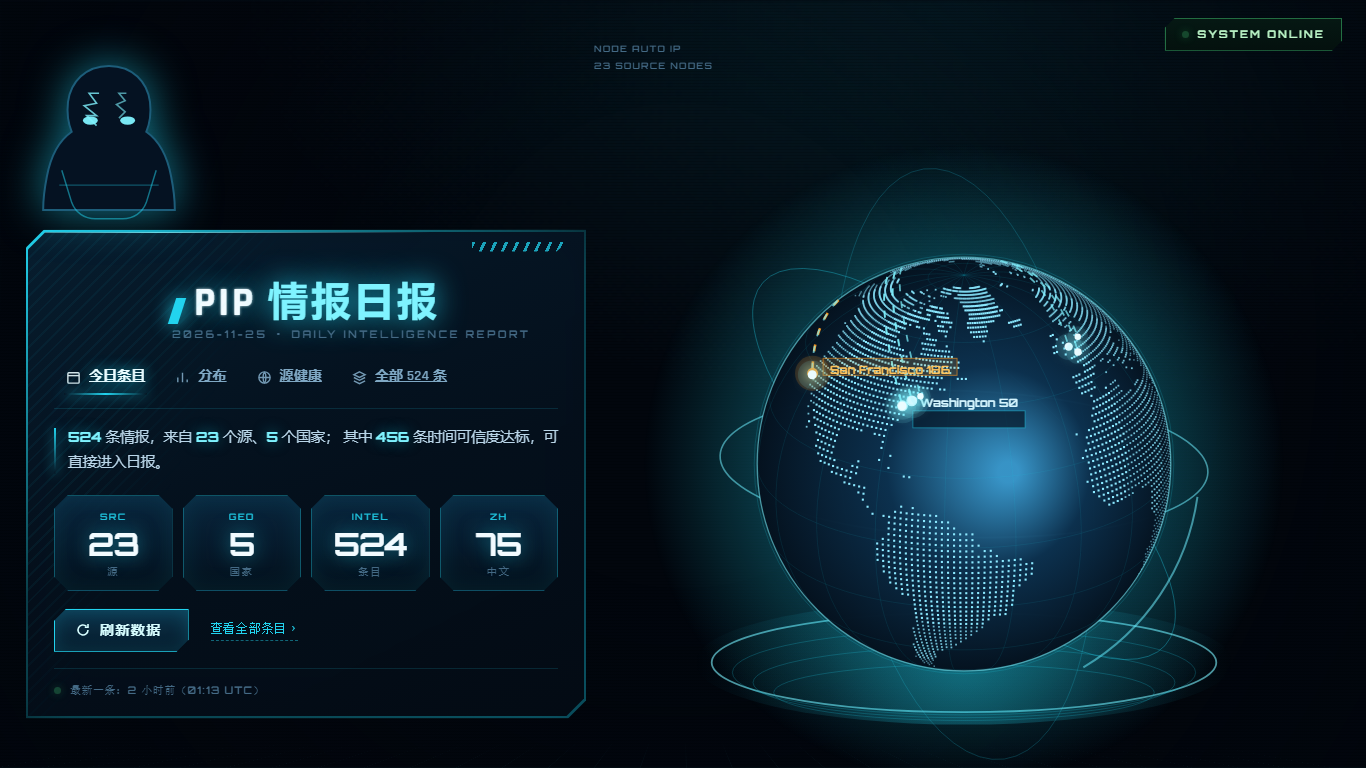 NODE AUTO IP
23 SOURCE NODES
SYSTEM ONLINE
PIP 情报日报
2026-11-25 · DAILY INTELLIGENCE REPORT
今日条目 分布 源健康 全部 524 条
524 条情报，来自 23 个源、5 个国家； 其中 456 条时间可信度达标，可
直接进入日报。
SRC
23
源
GEO
5
国家
INTEL
524
条目
ZH
75
中文
刷新数据 查看全部条目 ›
最新一条：2 小时前（01:13 UTC）
San Francisco
Washington 50